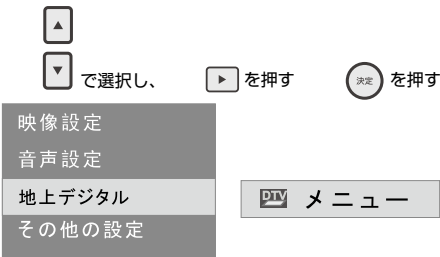 ▲
▼ で選択し、 ▶ を押す 決定 を押す
映像設定
音声設定
地上デジタル
その他の設定
DTV メニュー